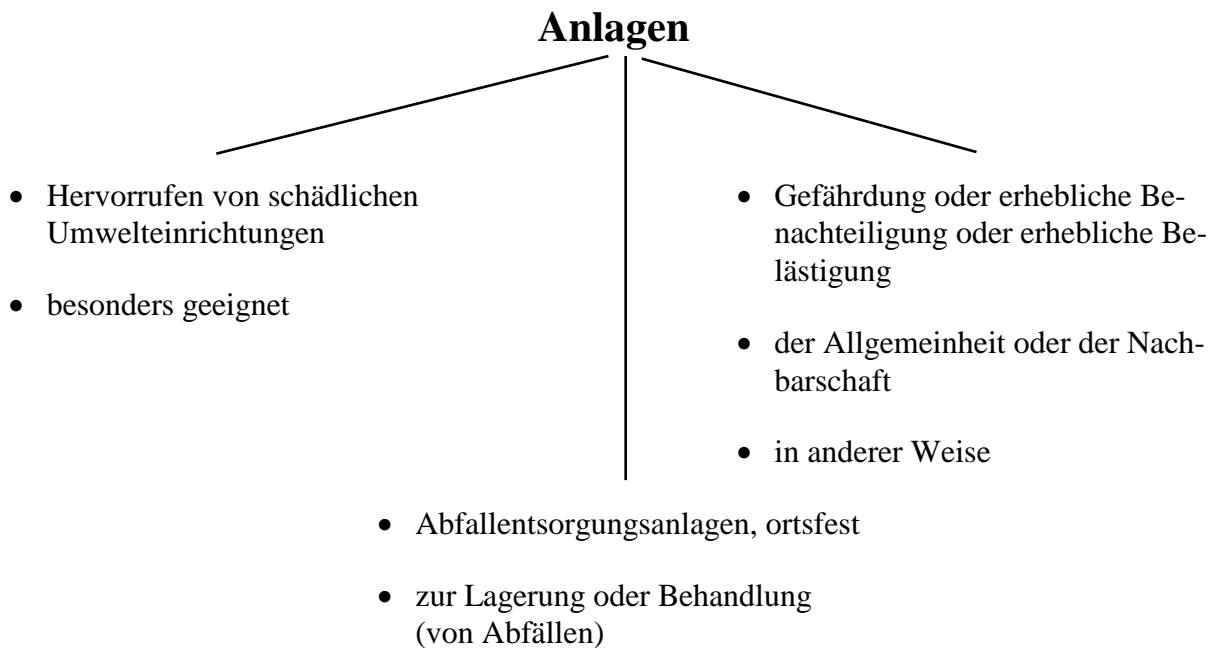 Anlagen
• Hervorrufen von schädlichen
Umwelteinrichtungen
• besonders geeignet
• Gefährdung oder erhebliche Be-
nachteiligung oder erhebliche Be-
lästigung
• der Allgemeinheit oder der Nach-
barschaft
• in anderer Weise
• Abfallentsorgungsanlagen, ortsfest
• zur Lagerung oder Behandlung
(von Abfällen)